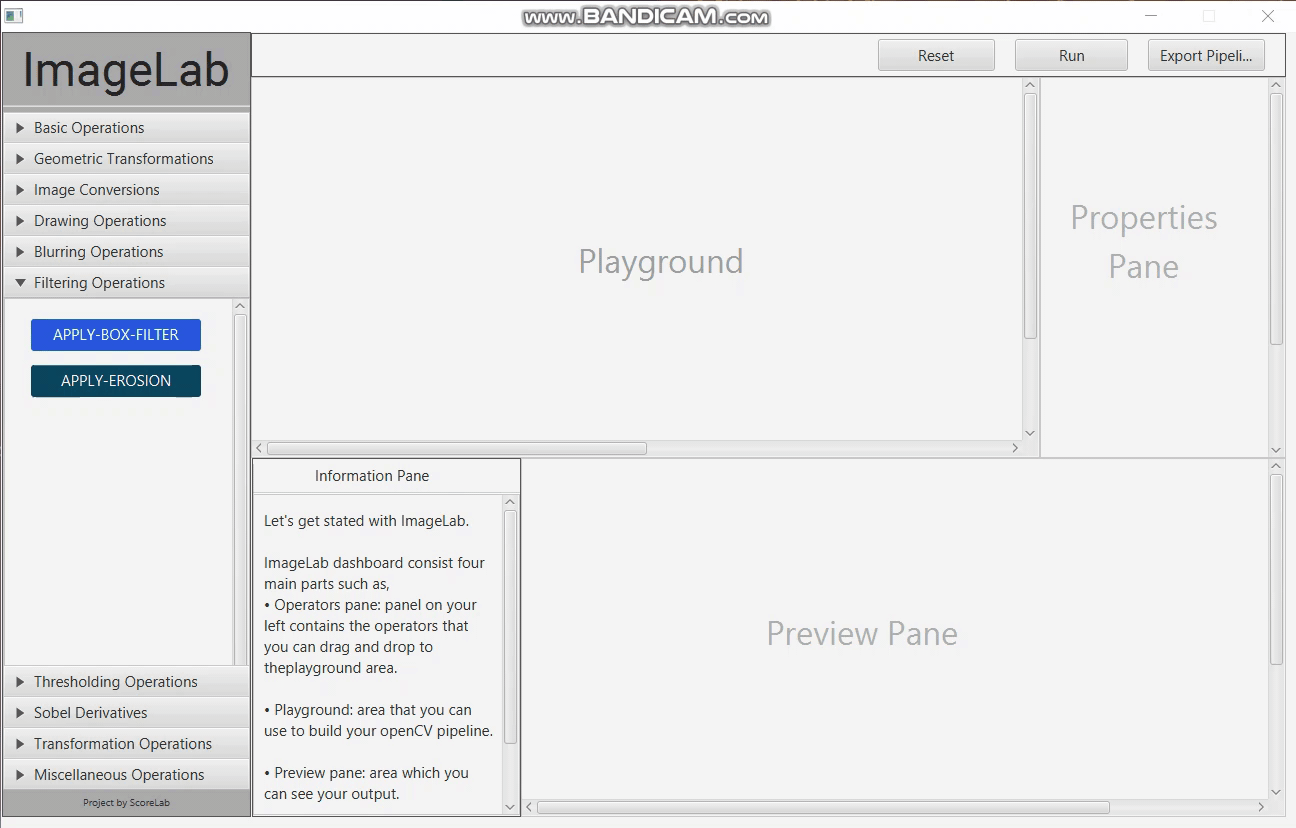 www.BANDICAM.com
ImageLab
Reset
Run
Export Pipeli...
Basic Operations
Geometric Transformations
Image Conversions
Drawing Operations
Blurring Operations
Filtering Operations
APPLY-BOX-FILTER
APPLY-EROSION
Thresholding Operations
Sobel Derivatives
Transformation Operations
Miscellaneous Operations
Project by ScoreLab
Playground
Properties
Pane
Information Pane
Let's get stated with ImageLab.
ImageLab dashboard consist four
main parts such as,
• Operators pane: panel on your
left contains the operators that
you can drag and drop to
theplayground area.
• Playground: area that you can
use to build your openCV pipeline.
• Preview pane: area which you
can see your output.
Preview Pane